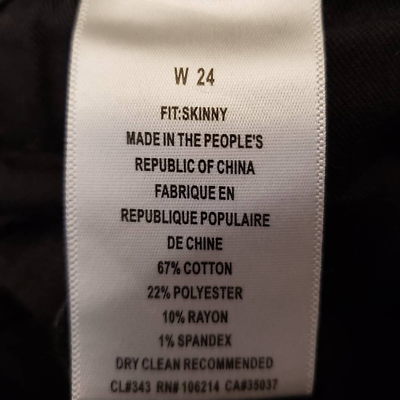 W 24
FIT:SKINNY
MADE IN THE PEOPLE'S
REPUBLIC OF CHINA
FABRIQUE EN
REPUBLIQUE POPULAIRE
DE CHINE
67% COTTON
22% POLYESTER
10% RAYON
1% SPANDEX
DRY CLEAN RECOMMENDED
CL#343 RN# 106214 CA#35037